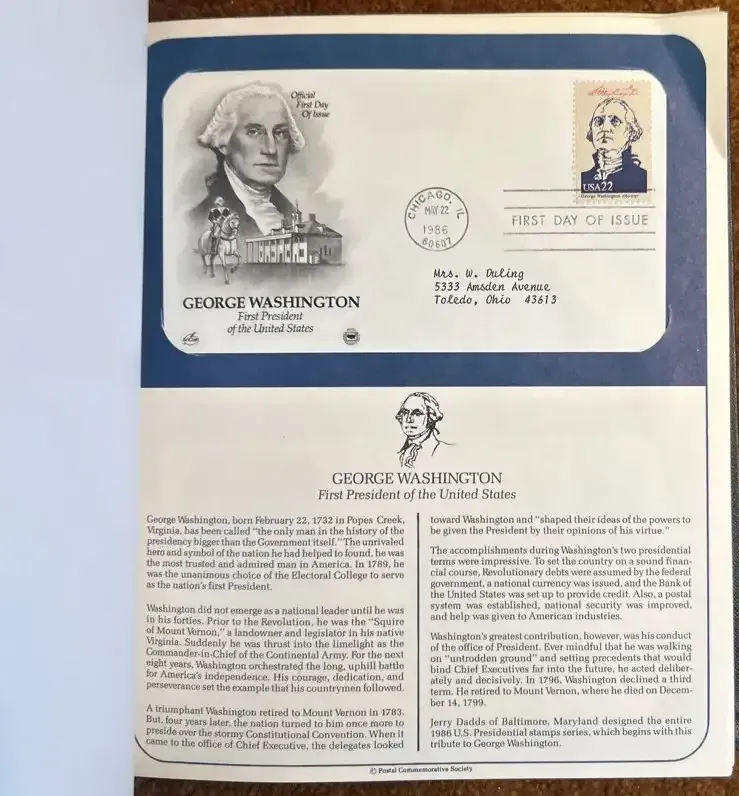 Official
First Day
Of Issue
USA 22
George Washington
CHICAGO, IL
MAY 22
1986
60607
FIRST DAY OF ISSUE
Mrs. W. Duling
5333 Amsden Avenue
Toledo, Ohio 43613
GEORGE WASHINGTON
First President
of the United States
GEORGE WASHINGTON
First President of the United States
George Washington, born February 22, 1732 in Popes Creek,
Virginia, has been called "the only man in the history of the
presidency bigger than the Government itself." The unrivaled
hero and symbol of the nation he had helped to found, he was
the most trusted and admired man in America. In 1789, he
was the unanimous choice of the Electoral College to serve
as the nation's first President.
Washington did not emerge as a national leader until he was
in his forties. Prior to the Revolution, he was the "Squire
of Mount Vernon," a landowner and legislator in his native
Virginia. Suddenly he was thrust into the limelight as the
Commander-in-Chief of the Continental Army. For the next
eight years, Washington orchestrated the long, uphill battle
for America's independence. His courage, dedication, and
perseverance set the example that his countrymen followed.
A triumphant Washington retired to Mount Vernon in 1783.
But, four years later, the nation turned to him once more to
preside over the stormy Constitutional Convention. When it
came to the office of Chief Executive, the delegates looked
toward Washington and "shaped their ideas of the powers to
be given the President by their opinions of his virtue."
The accomplishments during Washington's two presidential
terms were impressive. To set the country on a sound finan-
cial course, Revolutionary debts were assumed by the federal
government, a national currency was issued, and the Bank of
the United States was set up to provide credit. Also, a postal
system was established, national security was improved,
and help was given to American industries.
Washington's greatest contribution, however, was his conduct
of the office of President. Ever mindful that he was walking
on "untrodden ground" and setting precedents that would
bind Chief Executives far into the future, he acted deliber-
ately and decisively. In 1796, Washington declined a third
term. He retired to Mount Vernon, where he died on Decem-
ber 14, 1799.
Jerry Dadds of Baltimore, Maryland designed the entire
1986 U.S. Presidential stamps series, which begins with this
tribute to George Washington.
© Postal Commemorative Society